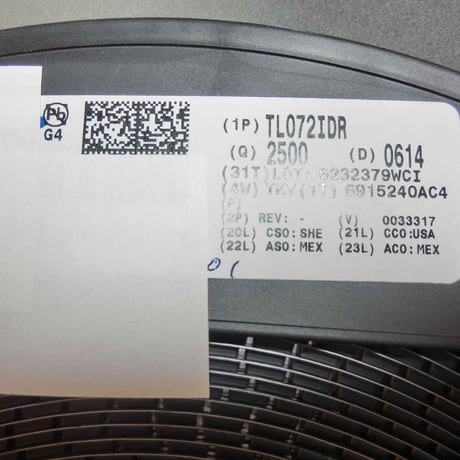 Pb
G4
(1P) TL072IDR
(Q) 2500 (D) 0614
(31T)LOT: 6232379WCI
(4W) TKY(1T) 6915240AC4
(P)
(2P) REV: - (V) 0033317
(20L) CSO:SHE (21L) CCO:USA
(22L) ASO:MEX (23L) ACO:MEX